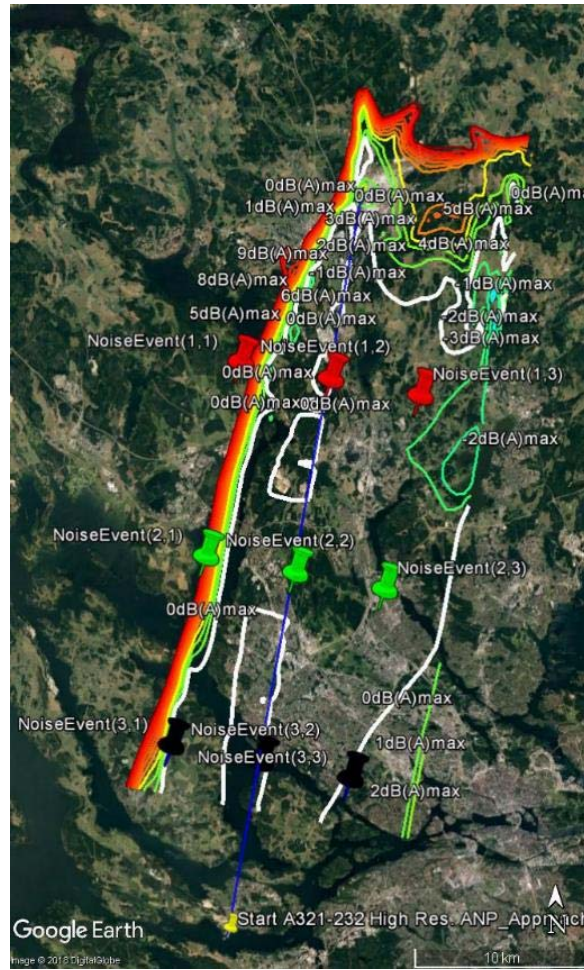 0dB(A)max
0dB(A)max
0dB(A)ma
1dB(A)max
3dB(A)max
5dB(A)max
9dB(A)max
2dB(A)max
4dB(A)max
8dB(A)max
-1dB(A)max
-1dB(A)max
6dB(A)max
5dB(A)max
0dB(A)max
-2dB(A)max
-3dB(A)max
NoiseEvent(1,1)
NoiseEvent(1,2)
0dB(A)max
NoiseEvent(1,3)
0dB(A)max
0dB(A)max
-2dB(A)max
NoiseEvent(2,1)
NoiseEvent(2,2)
NoiseEvent(2,3)
0dB(A)max
0dB(A)max
NoiseEvent(3,1)
NoiseEvent(3,2)
1dB(A)max
NoiseEvent(3,3)
2dB(A)max
Start A321-232 High Res. ANP_Approach
N
Google Earth
mage © 2018 DigitalGlobe
10 km